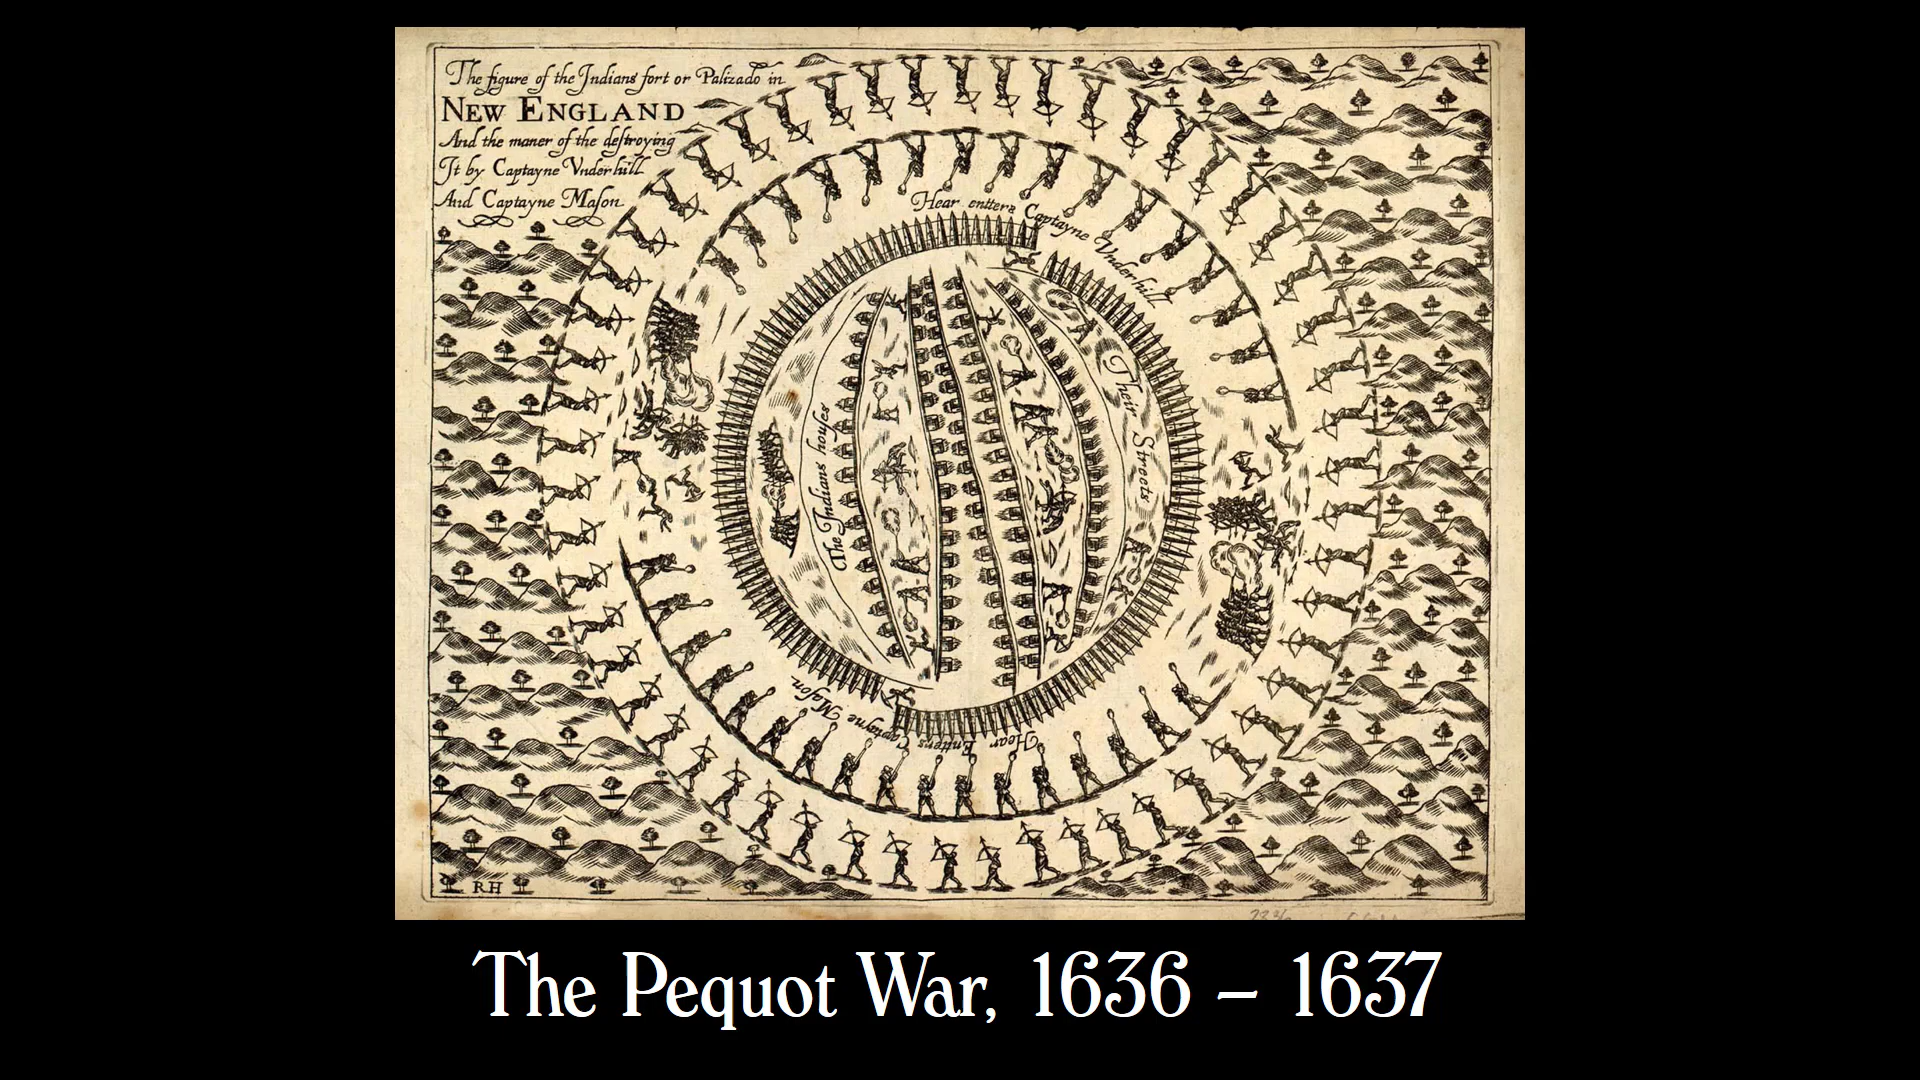 The figure of the Indians fort or Palizado in
NEW ENGLAND
And the maner of the destroying
It by Captayne Vnderhill
And Captayne Mason
Hear entters Captayne Vnderhill
Their Streets
The Indians houses
Hear Entters Captayne Mason
RH
The Pequot War, 1636 – 1637